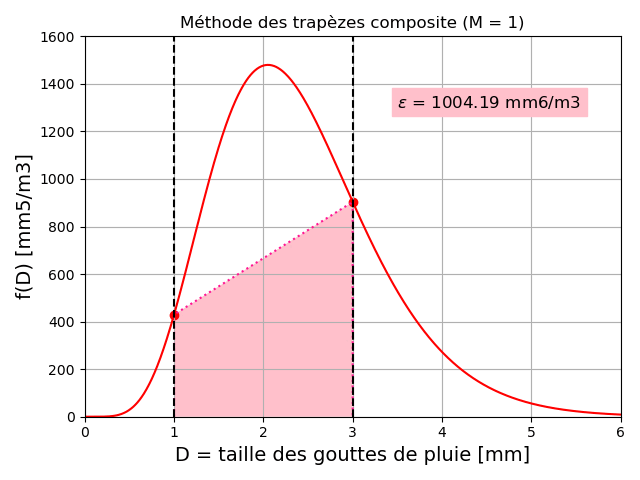 Méthode des trapèzes composite (M = 1)
1600
1400
1200
1000
800
600
400
200
0
f(D) [mm5/m3]
ε = 1004.19 mm6/m3
0 1 2 3 4 5 6
D = taille des gouttes de pluie [mm]